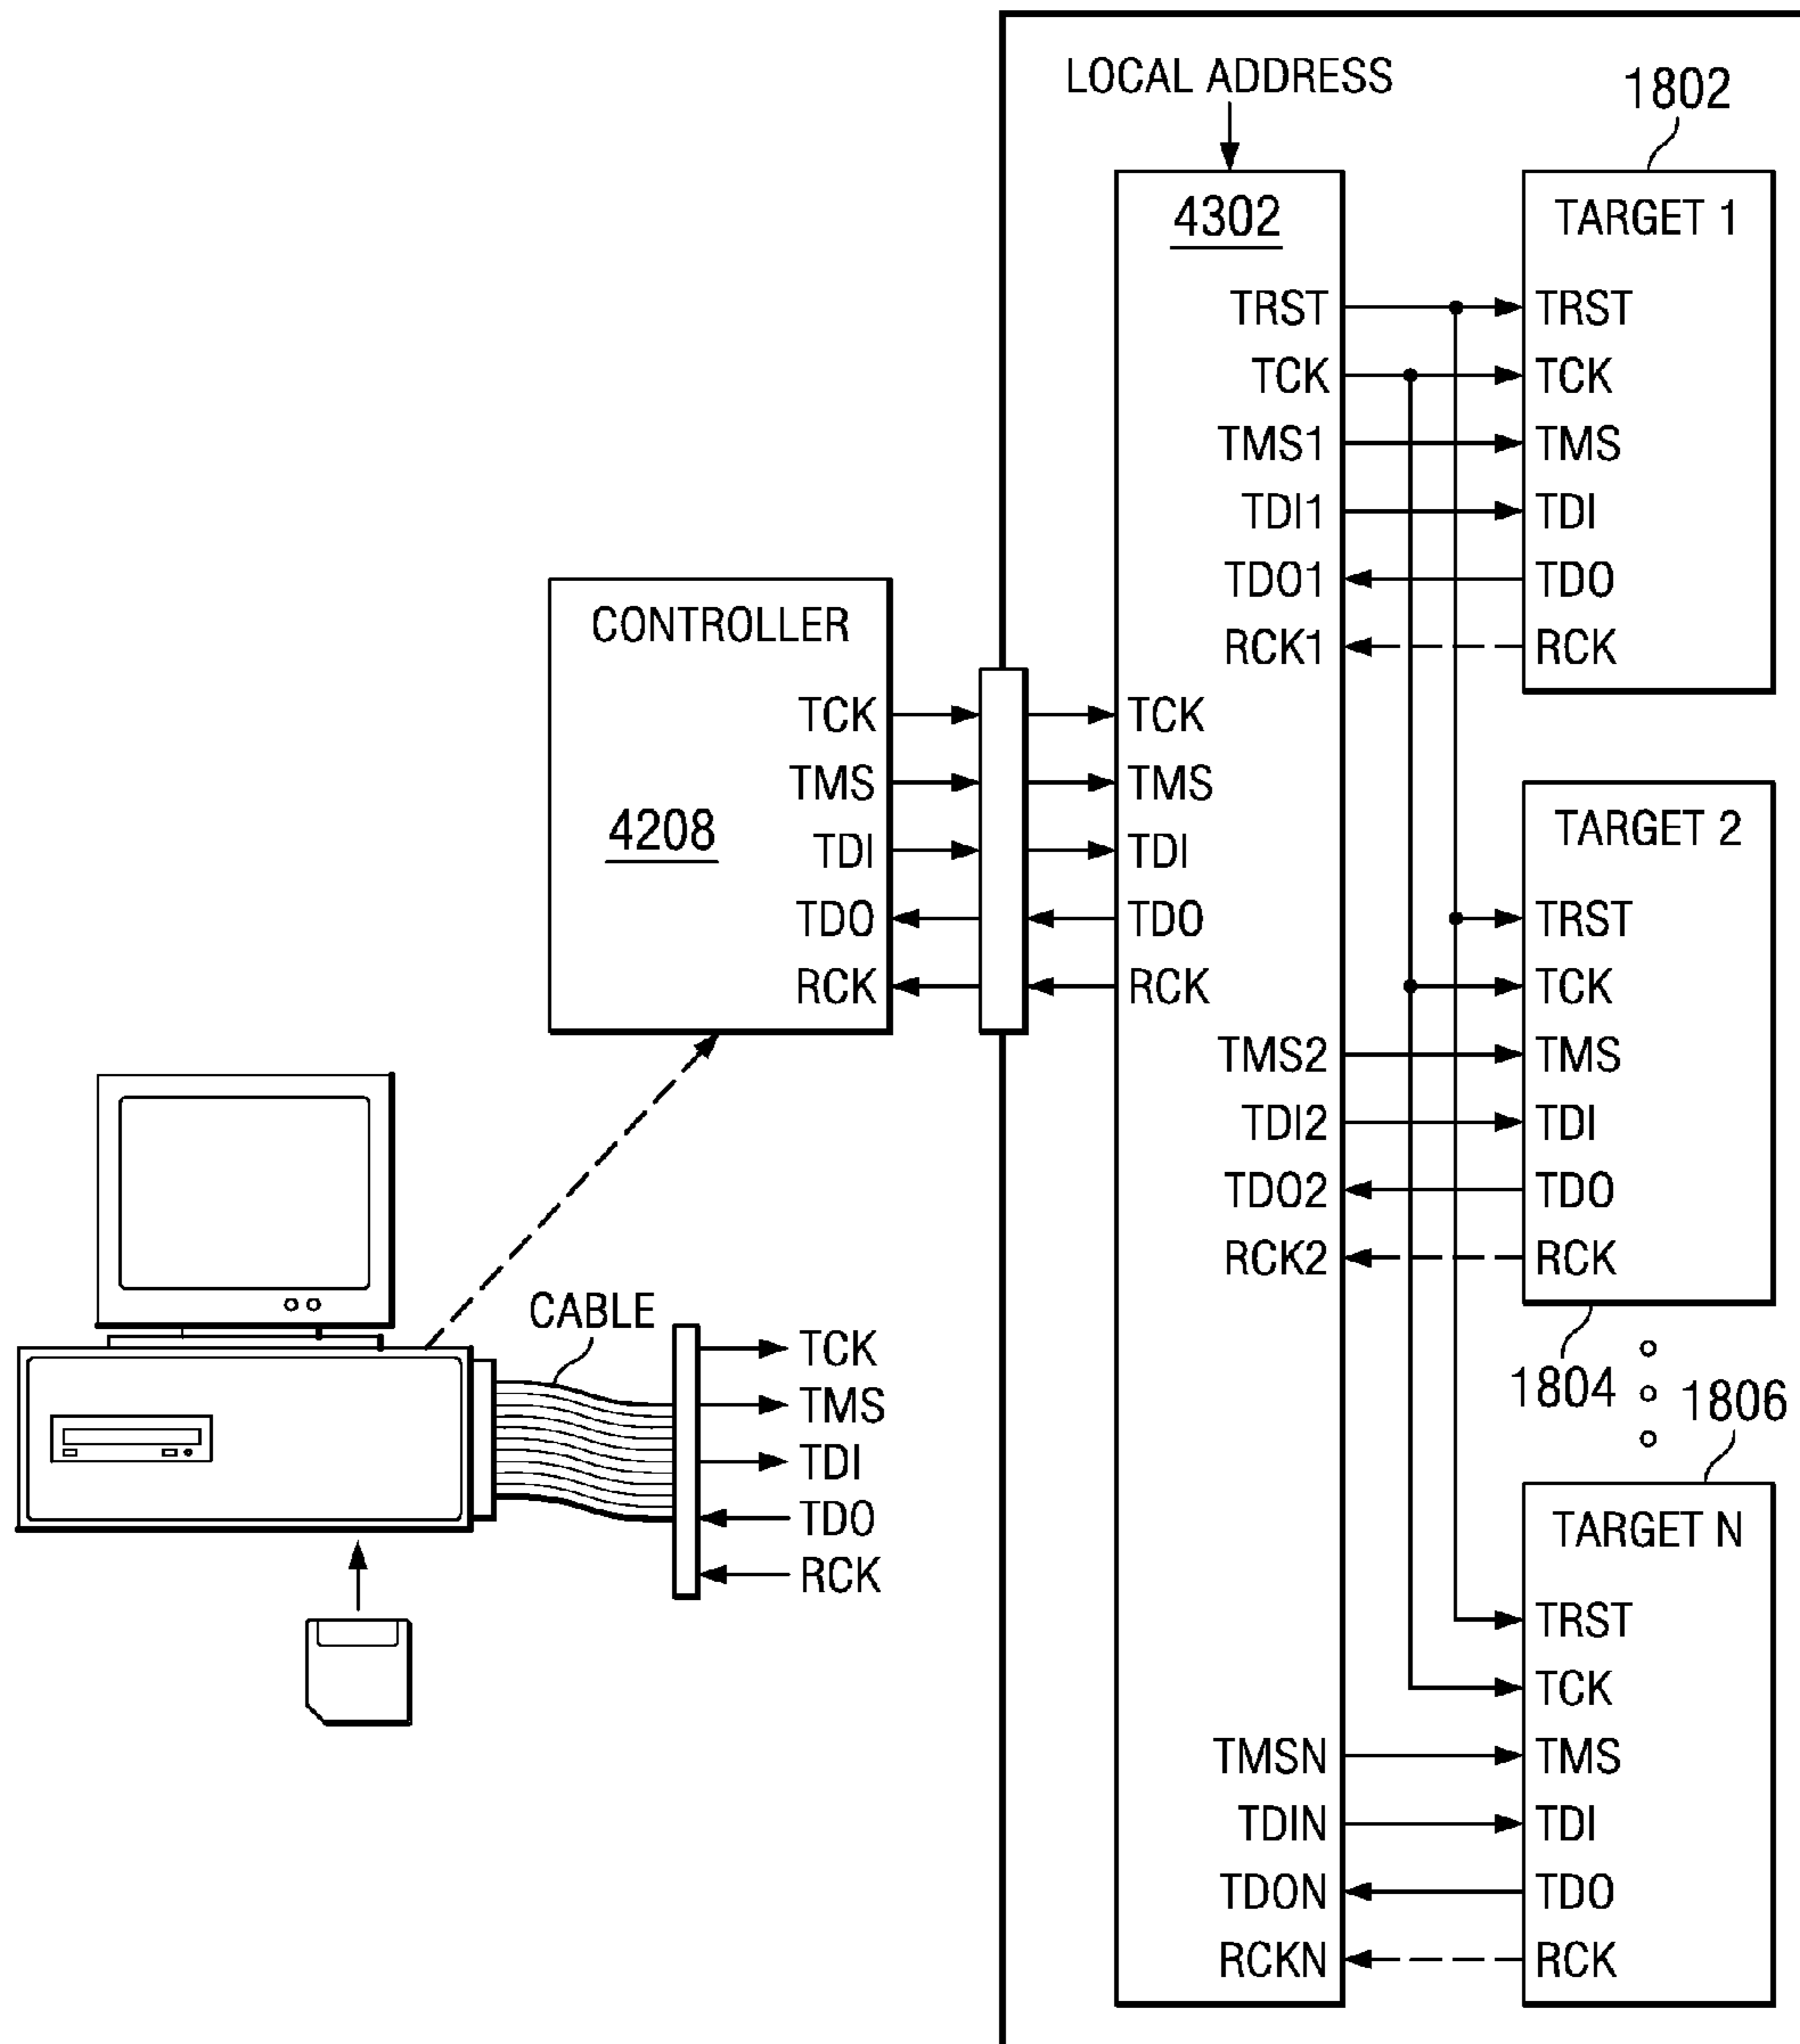 LOCAL ADDRESS
1802
4302
TRST
TCK
TMS1
TDI1
TDO1
RCK1
TARGET 1
TRST
TCK
TMS
TDI
TDO
RCK
CONTROLLER
4208
TCK
TMS
TDI
TDO
RCK
TCK
TMS
TDI
TDO
RCK
TMS2
TDI2
TDO2
RCK2
TARGET 2
TRST
TCK
TMS
TDI
TDO
RCK
1804
1806
CABLE
TCK
TMS
TDI
TDO
RCK
TMSN
TDIN
TDON
RCKN
TARGET N
TRST
TCK
TMS
TDI
TDO
RCK